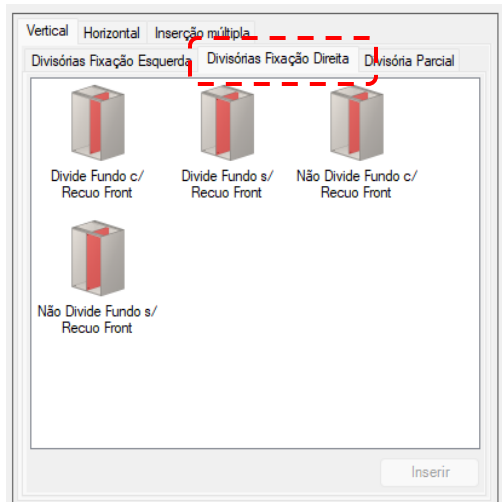 Vertical Horizontal Inserção múltipla
Divisórias Fixação Esquerda Divisórias Fixação Direita Divisória Parcial
Divide Fundo c/ Divide Fundo s/ Não Divide Fundo c/
Recuo Front Recuo Front Recuo Front
Não Divide Fundo s/
Recuo Front
Inserir